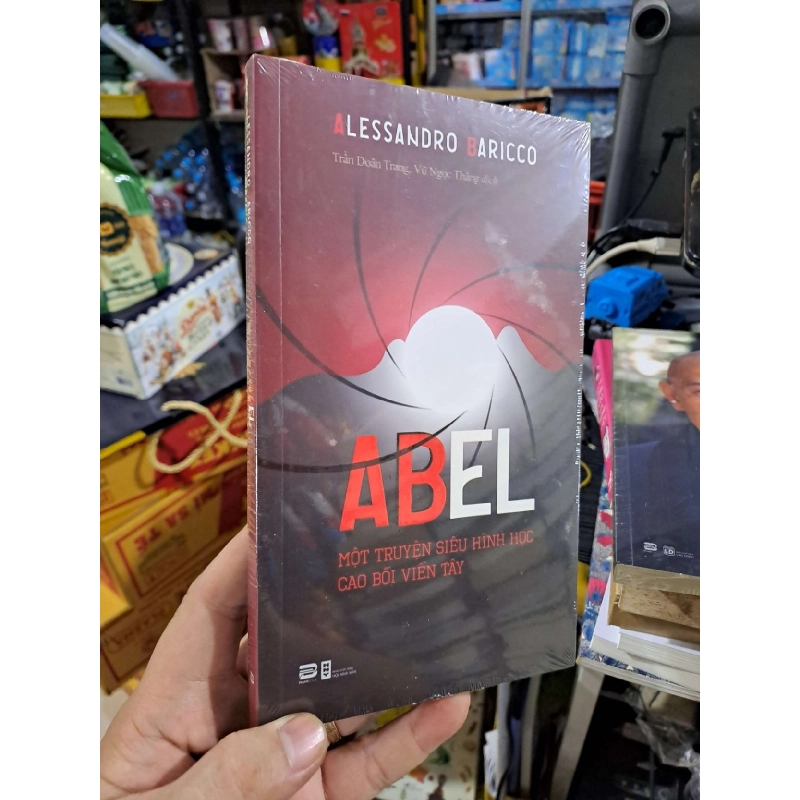 ALESSANDRO BARICCO
Trần Doãn Trang, Vũ Ngọc Thắng dịch
ABEL
MỘT TRUYỆN SIÊU HÌNH HỌC
CAO BỒI VIỄN TÂY